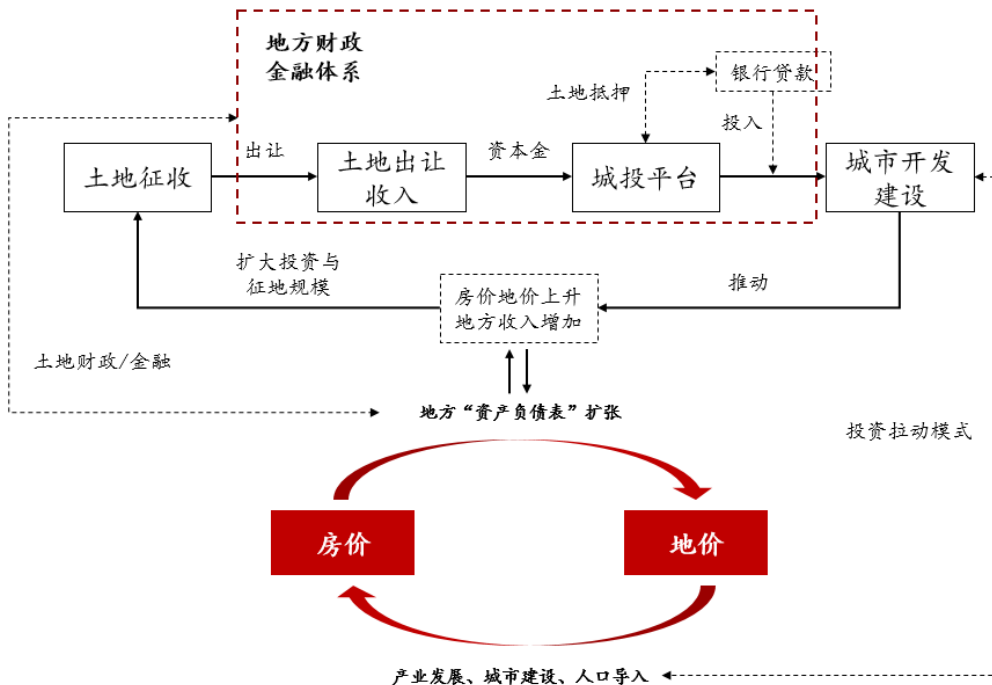 地方财政
金融体系
银行贷款
土地抵押
投入
出让
资本金
土地征收
土地出让
收入
城投平台
城市开发
建设
扩大投资与
征地规模
房价地价上升
地方收入增加
推动
土地财政/金融
地方“资产负债表”扩张
投资拉动模式
房价
地价
产业发展、城市建设、人口导入